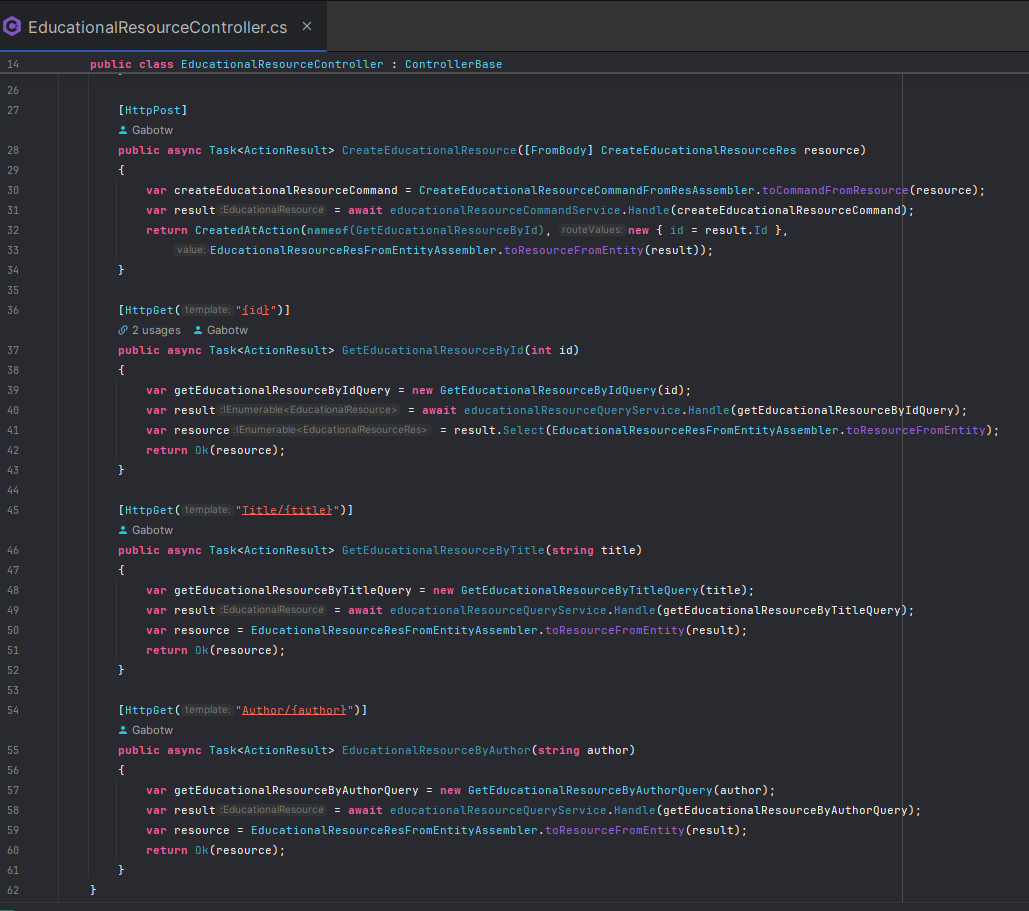 EducationalResourceController.cs ×
14 public class EducationalResourceController : ControllerBase
26
27 [HttpPost]
Gabotw
28 public async Task<ActionResult> CreateEducationalResource([FromBody] CreateEducationalResourceRes resource)
29 {
30 var createEducationalResourceCommand = CreateEducationalResourceCommandFromResAssembler.toCommandFromResource(resource);
31 var result :EducationalResource = await educationalResourceCommandService.Handle(createEducationalResourceCommand);
32 return CreatedAtAction(nameof(GetEducationalResourceById), routeValues: new { id = result.Id },
33 value: EducationalResourceResFromEntityAssembler.toResourceFromEntity(result));
34 }
35
36 [HttpGet( template: "{id}")]
2 usages Gabotw
37 public async Task<ActionResult> GetEducationalResourceById(int id)
38 {
39 var getEducationalResourceByIdQuery = new GetEducationalResourceByIdQuery(id);
40 var result :IEnumerable<EducationalResource> = await educationalResourceQueryService.Handle(getEducationalResourceByIdQuery);
41 var resource :IEnumerable<EducationalResourceRes> = result.Select(EducationalResourceResFromEntityAssembler.toResourceFromEntity);
42 return Ok(resource);
43 }
44
45 [HttpGet( template: "Title/{title}")]
Gabotw
46 public async Task<ActionResult> GetEducationalResourceByTitle(string title)
47 {
48 var getEducationalResourceByTitleQuery = new GetEducationalResourceByTitleQuery(title);
49 var result :EducationalResource = await educationalResourceQueryService.Handle(getEducationalResourceByTitleQuery);
50 var resource = EducationalResourceResFromEntityAssembler.toResourceFromEntity(result);
51 return Ok(resource);
52 }
53
54 [HttpGet( template: "Author/{author}")]
Gabotw
55 public async Task<ActionResult> EducationalResourceByAuthor(string author)
56 {
57 var getEducationalResourceByAuthorQuery = new GetEducationalResourceByAuthorQuery(author);
58 var result :EducationalResource = await educationalResourceQueryService.Handle(getEducationalResourceByAuthorQuery);
59 var resource = EducationalResourceResFromEntityAssembler.toResourceFromEntity(result);
60 return Ok(resource);
61 }
62 }